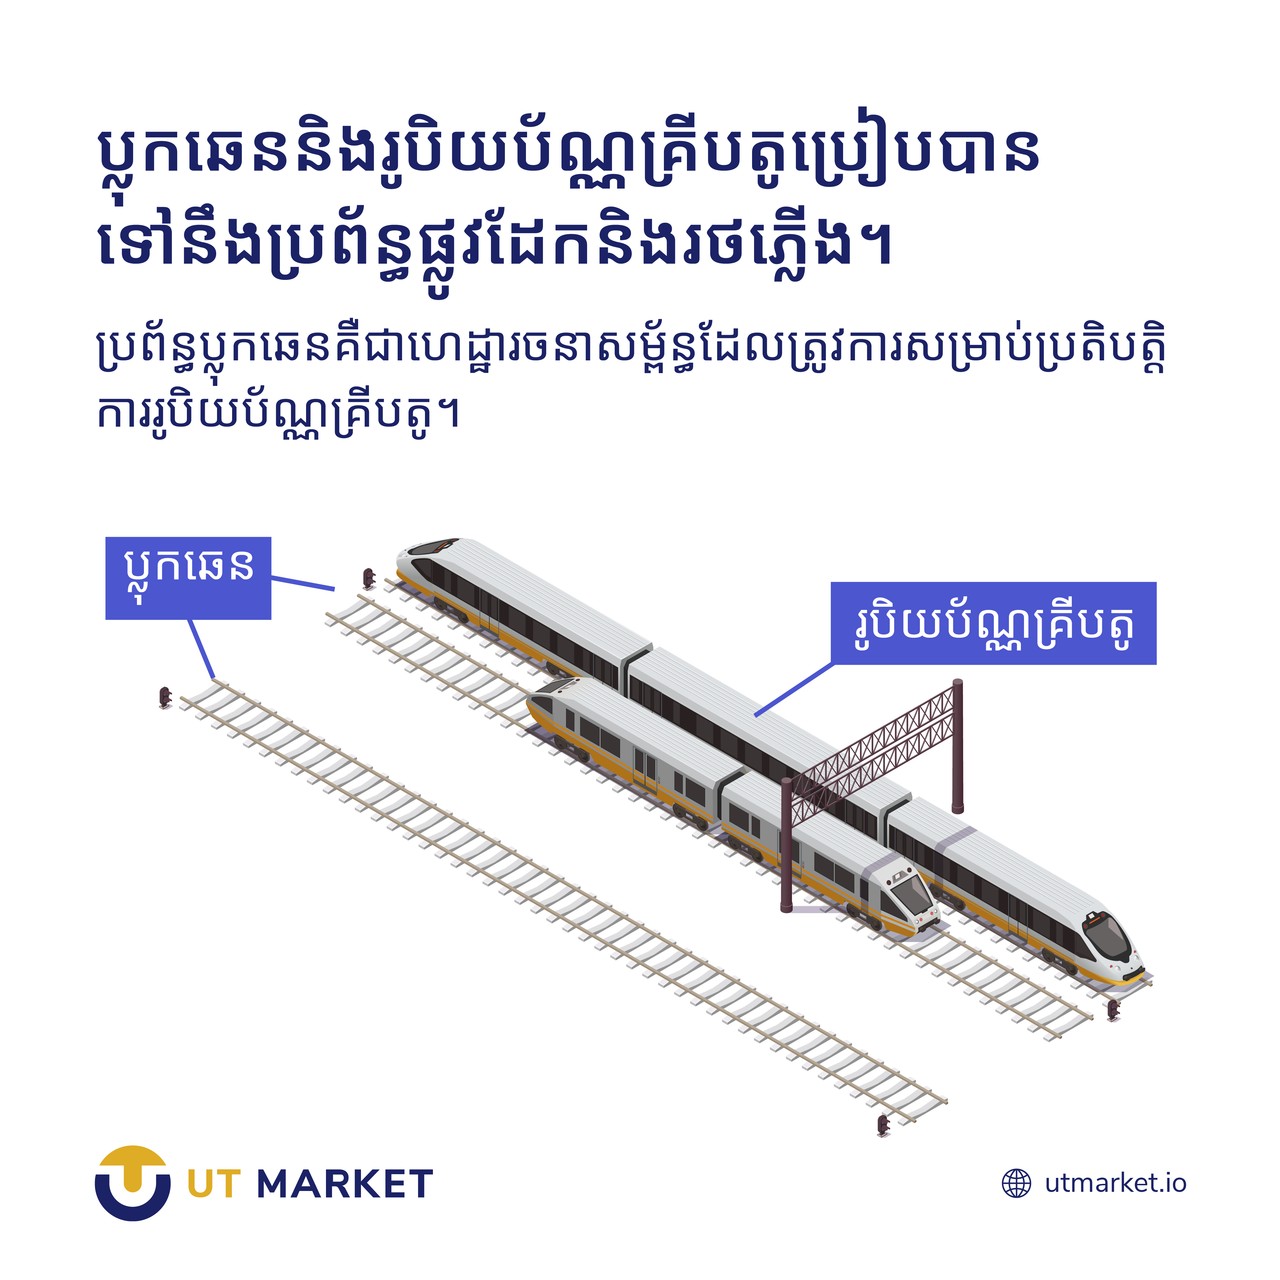 ប្លុកឆេននិងរូបិយប័ណ្ណគ្រីបតូប្រៀបបាន
ទៅនឹងប្រព័ន្ធផ្លូវដែកនិងរថភ្លើង។
ប្រព័ន្ធប្លុកឆេនគឺជាហេដ្ឋារចនាសម្ព័ន្ធដែលត្រូវការសម្រាប់ប្រតិបត្តិ
ការរូបិយប័ណ្ណគ្រីបតូ។
ប្លុកឆេន
រូបិយប័ណ្ណគ្រីបតូ
UT MARKET
utmarket.io